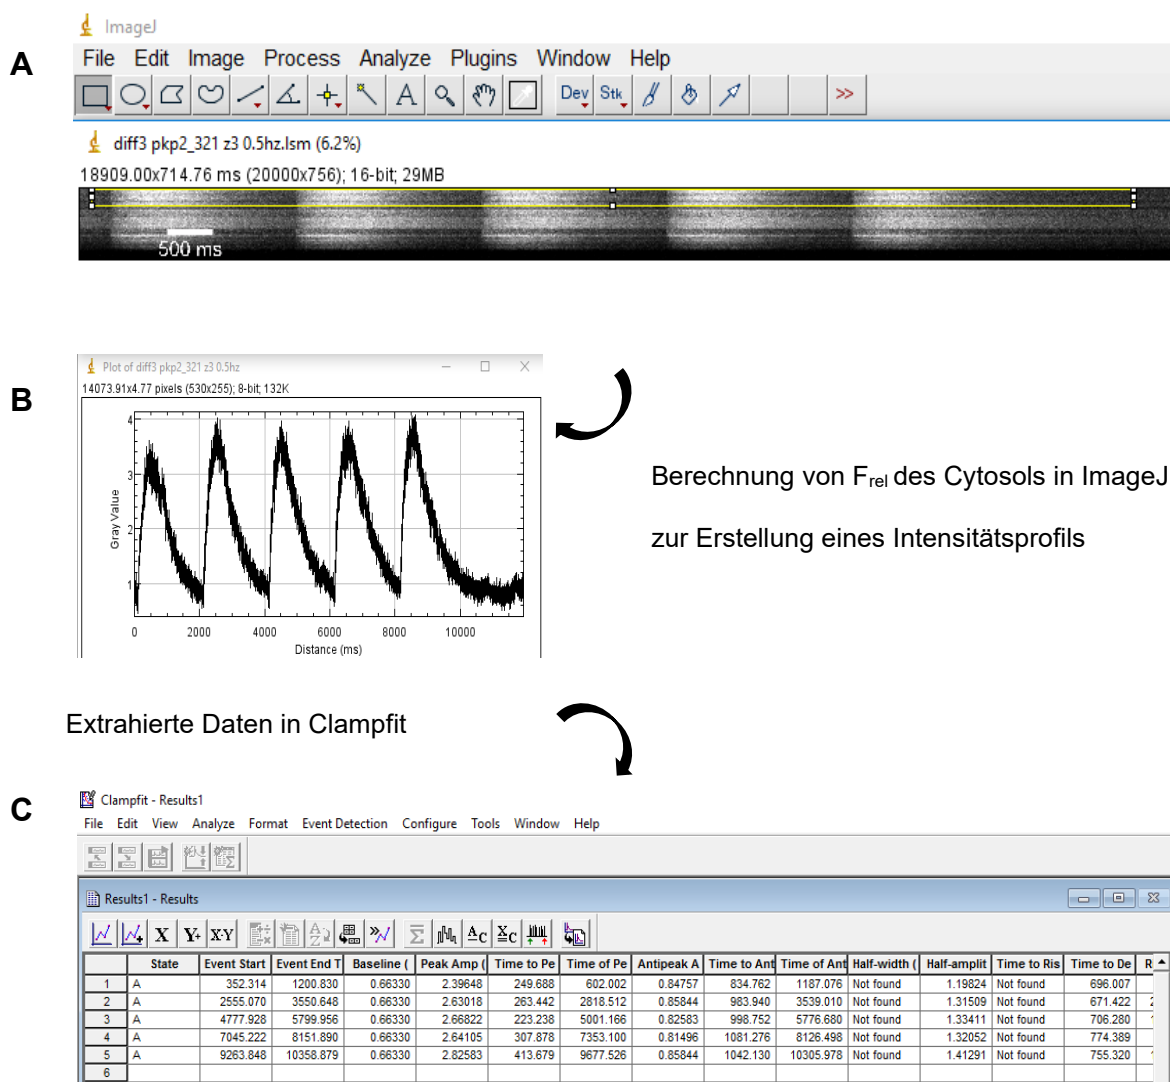 ImageJ
A
File Edit Image Process Analyze Plugins Window Help
A Dev Stk >>
diff3 pkp2_321 z3 0.5hz.lsm (6.2%)
18909.00x714.76 ms (20000x756); 16-bit; 29MB
500 ms
B
Plot of diff3 pkp2_321 z3 0.5hz
14073.91x4.77 pixels (530x255); 8-bit; 132K
4
3
2
1
Gray Value
0 2000 4000 6000 8000 10000
Distance (ms)
Berechnung von Frel des Cytosols in ImageJ
zur Erstellung eines Intensitätsprofils
Extrahierte Daten in Clampfit
C
Clampfit - Results1
File Edit View Analyze Format Event Detection Configure Tools Window Help
Results1 - Results
State Event Start Event End T Baseline ( Peak Amp ( Time to Pe Time of Pe Antipeak A Time to Ant Time of Ant Half-width ( Half-amplit Time to Ris Time to De R
1 A 352.314 1200.830 0.66330 2.39648 249.688 602.002 0.84757 834.762 1187.076 Not found 1.19824 Not found 696.007
2 A 2555.070 3550.648 0.66330 2.63018 263.442 2818.512 0.85844 983.940 3539.010 Not found 1.31509 Not found 671.422
3 A 4777.928 5799.956 0.66330 2.66822 223.238 5001.166 0.82583 998.752 5776.680 Not found 1.33411 Not found 706.280
4 A 7045.222 8151.890 0.66330 2.64105 307.878 7353.100 0.81496 1081.276 8126.498 Not found 1.32052 Not found 774.389
5 A 9263.848 10358.879 0.66330 2.82583 413.679 9677.526 0.85844 1042.130 10305.978 Not found 1.41291 Not found 755.320
6